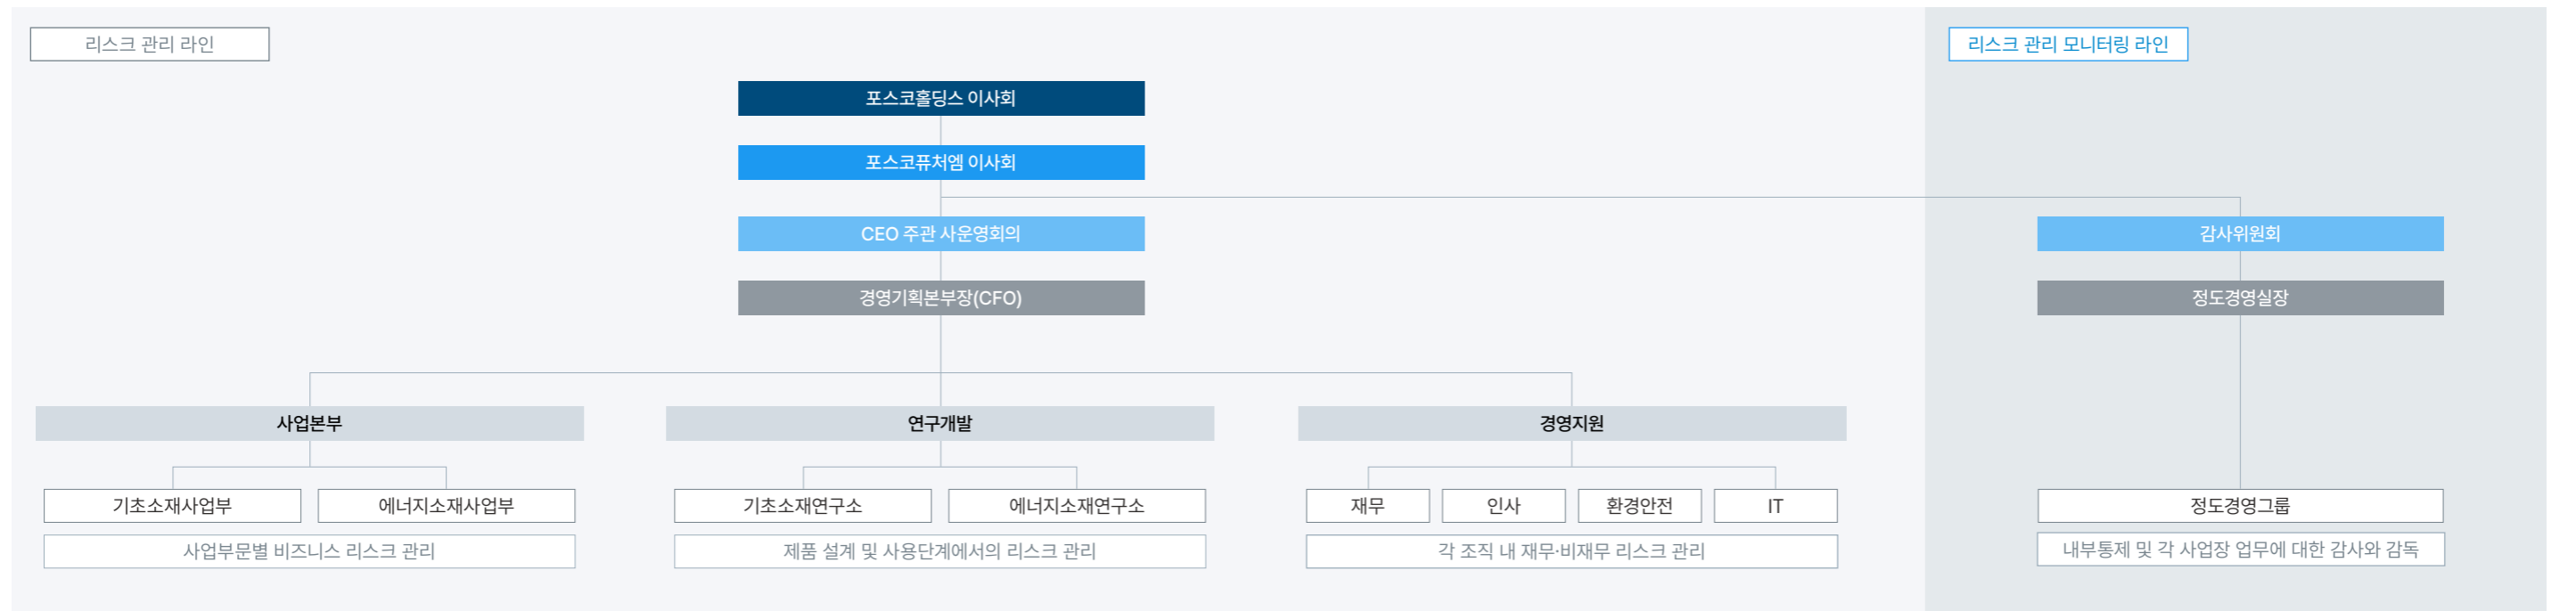 리스크 관리 라인
리스크 관리 모니터링 라인
포스코홀딩스 이사회
포스코퓨처엠 이사회
CEO 주관 사운영회의
감사위원회
경영기획본부장(CFO)
정도경영실장
사업본부
연구개발
경영지원
기초소재사업부
에너지소재사업부
기초소재연구소
에너지소재연구소
재무
인사
환경안전
IT
정도경영그룹
사업부문별 비즈니스 리스크 관리
제품 설계 및 사용단계에서의 리스크 관리
각 조직 내 재무·비재무 리스크 관리
내부통제 및 각 사업장 업무에 대한 감사와 감독